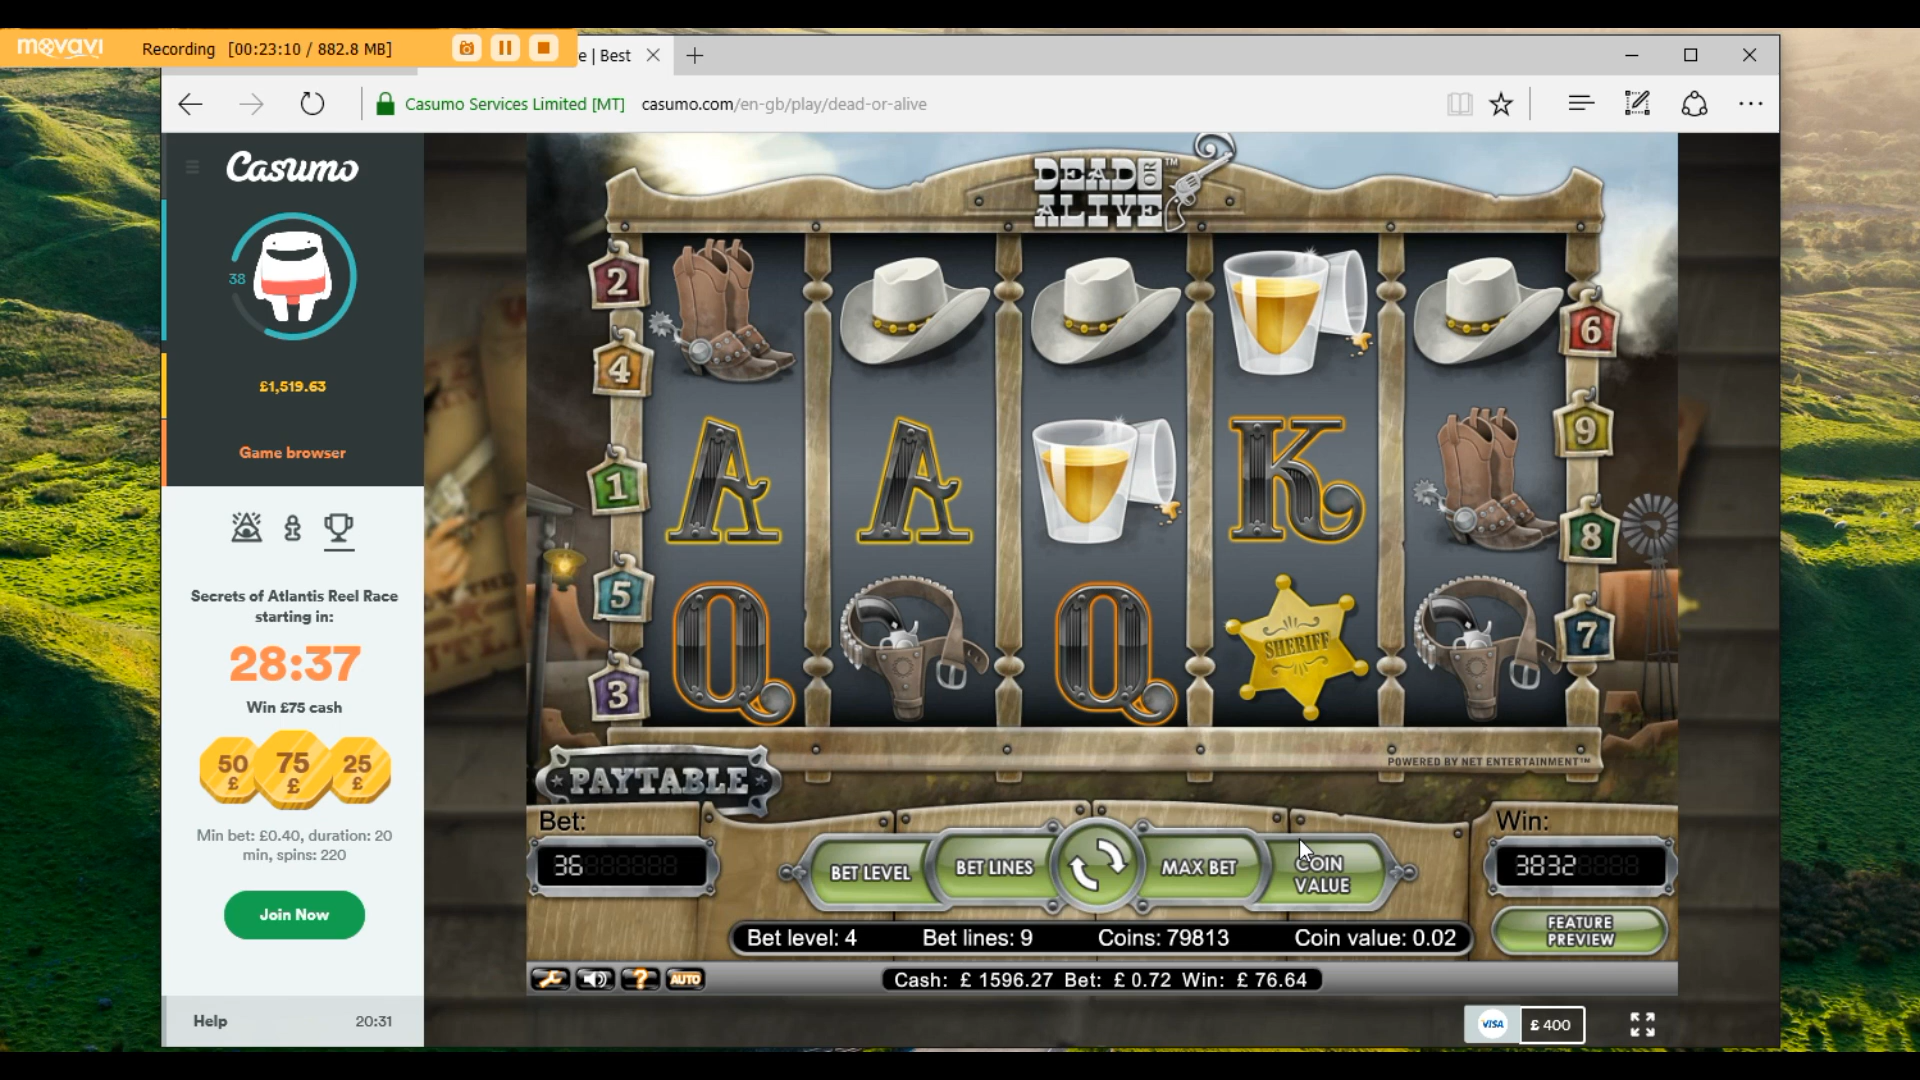 movavi
Recording [00:23:10 / 882.8 MB]
e | Best
Casumo Services Limited [MT] casumo.com/en-gb/play/dead-or-alive
Casumo
38
£1,519.63
Game browser
Secrets of Atlantis Reel Race
starting in:
28:37
Win £75 cash
50 £
75 £
25 £
Min bet: £0.40, duration: 20
min, spins: 220
Join Now
Help 20:31
DEAD OR
ALIVE™
2
4
1
5
3
6
9
8
7
A A K
Q Q
SHERIFF
POWERED BY NET ENTERTAINMENT™
PAYTABLE
Bet:
36
BET LEVEL
BET LINES
MAX BET
COIN
VALUE
Win:
3832
FEATURE
PREVIEW
Bet level: 4 Bet lines: 9 Coins: 79813 Coin value: 0.02
AUTO
Cash: £ 1596.27 Bet: £ 0.72 Win: £ 76.64
VISA
£ 400